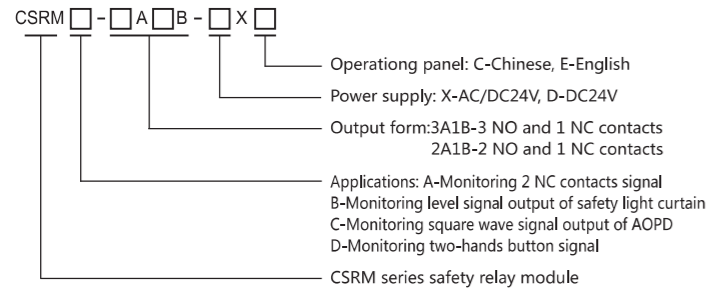 CSRM □-□A□B-□X□
Operationg panel: C-Chinese, E-English
Power supply: X-AC/DC24V, D-DC24V
Output form:3A1B-3 NO and 1 NC contacts
2A1B-2 NO and 1 NC contacts
Applications: A-Monitoring 2 NC contacts signal
B-Monitoring level signal output of safety light curtain
C-Monitoring square wave signal output of AOPD
D-Monitoring two-hands button signal
CSRM series safety relay module